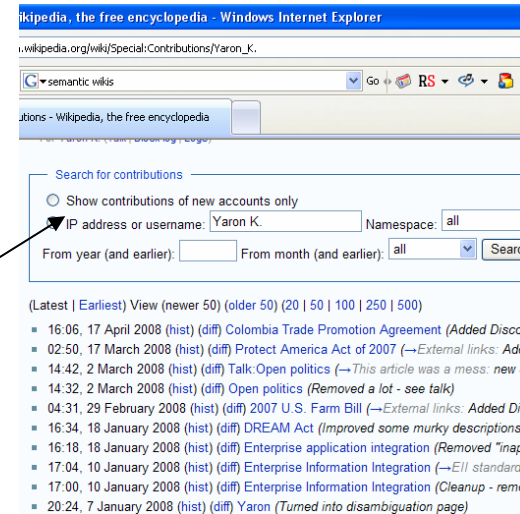 ikipedia, the free encyclopedia - Windows Internet Explorer
.wikipedia.org/wiki/Special:Contributions/Yaron_K.
G semantic wikis Go RS
utions - Wikipedia, the free encyclopedia
Search for contributions
Show contributions of new accounts only
IP address or username: Yaron K. Namespace: all
From year (and earlier): From month (and earlier): all Searc
(Latest | Earliest) View (newer 50) (older 50) (20 | 50 | 100 | 250 | 500)
16:06, 17 April 2008 (hist) (diff) Colombia Trade Promotion Agreement (Added Disco
02:50, 17 March 2008 (hist) (diff) Protect America Act of 2007 (→External links: Ad
14:42, 2 March 2008 (hist) (diff) Talk:Open politics (→This article was a mess: new
14:32, 2 March 2008 (hist) (diff) Open politics (Removed a lot - see talk)
04:31, 29 February 2008 (hist) (diff) 2007 U.S. Farm Bill (→External links: Added Di
16:34, 18 January 2008 (hist) (diff) DREAM Act (Improved some murky descriptions
16:18, 18 January 2008 (hist) (diff) Enterprise application integration (Removed "inap
17:04, 10 January 2008 (hist) (diff) Enterprise Information Integration (→EII standard
17:00, 10 January 2008 (hist) (diff) Enterprise Information Integration (Cleanup - rem
20:24, 7 January 2008 (hist) (diff) Yaron (Turned into disambiguation page)